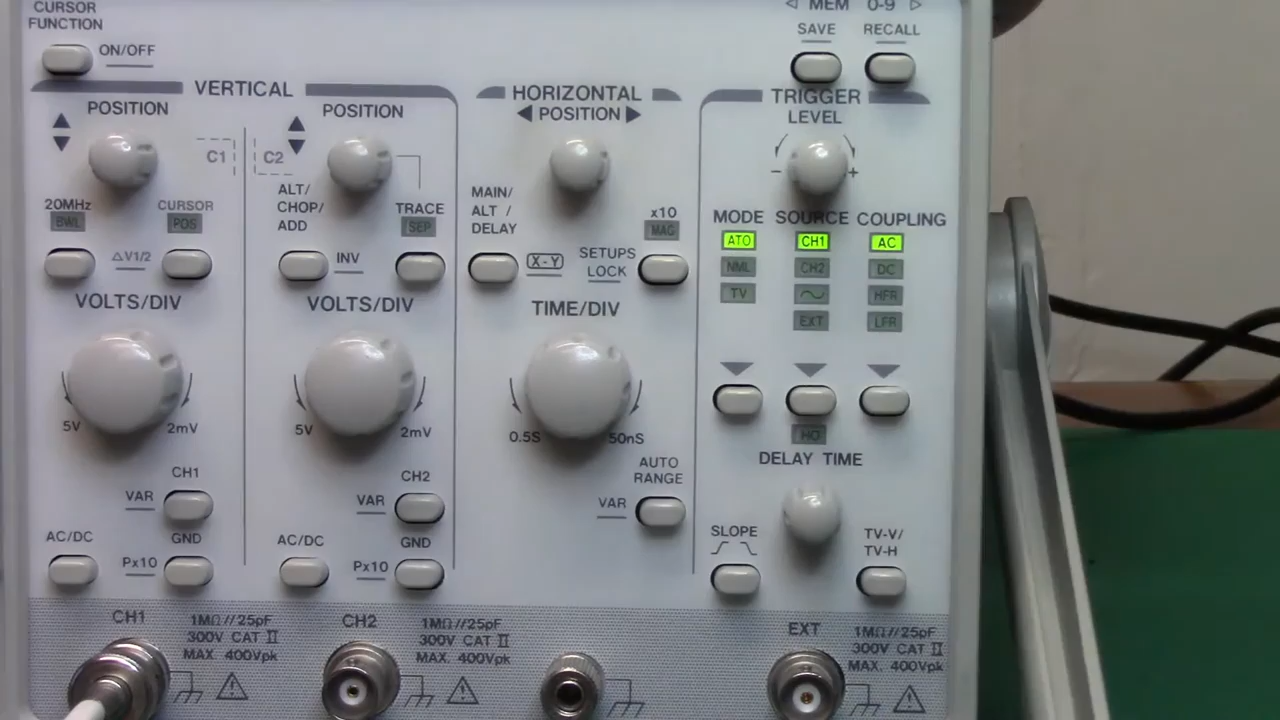 CURSOR
FUNCTION
ON/OFF
MEM 0-9
SAVE RECALL
VERTICAL
HORIZONTAL
TRIGGER
POSITION
POSITION
POSITION
LEVEL
C1
C2
- +
20MHz
BWL
CURSOR
POS
ALT/
CHOP/
ADD
TRACE
SEP
MAIN/
ALT /
DELAY
x10
MAG
MODE SOURCE COUPLING
ATO CH1 AC
NML CH2 DC
TV HFR
EXT LFR
△V1/2
INV
X-Y
SETUPS
LOCK
VOLTS/DIV
VOLTS/DIV
TIME/DIV
5V 2mV
5V 2mV
0.5S 50nS
HO
DELAY TIME
CH1
VAR
CH2
VAR
AUTO
RANGE
VAR
AC/DC
GND
Px10
AC/DC
GND
Px10
SLOPE
TV-V/
TV-H
CH1
1MΩ//25pF
300V CAT II
MAX. 400Vpk
CH2
1MΩ//25pF
300V CAT II
MAX. 400Vpk
EXT
1MΩ//25pF
300V CAT II
MAX. 400Vpk